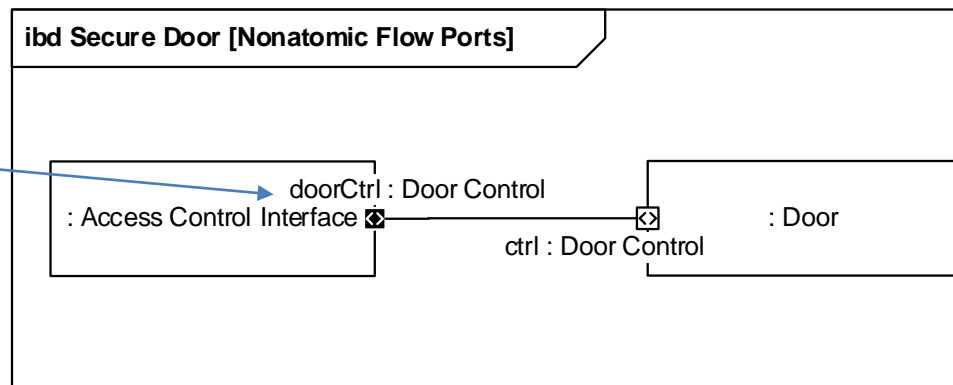 ibd Secure Door [Nonatomic Flow Ports]
doorCtrl : Door Control
: Access Control Interface
: Door
ctrl : Door Control